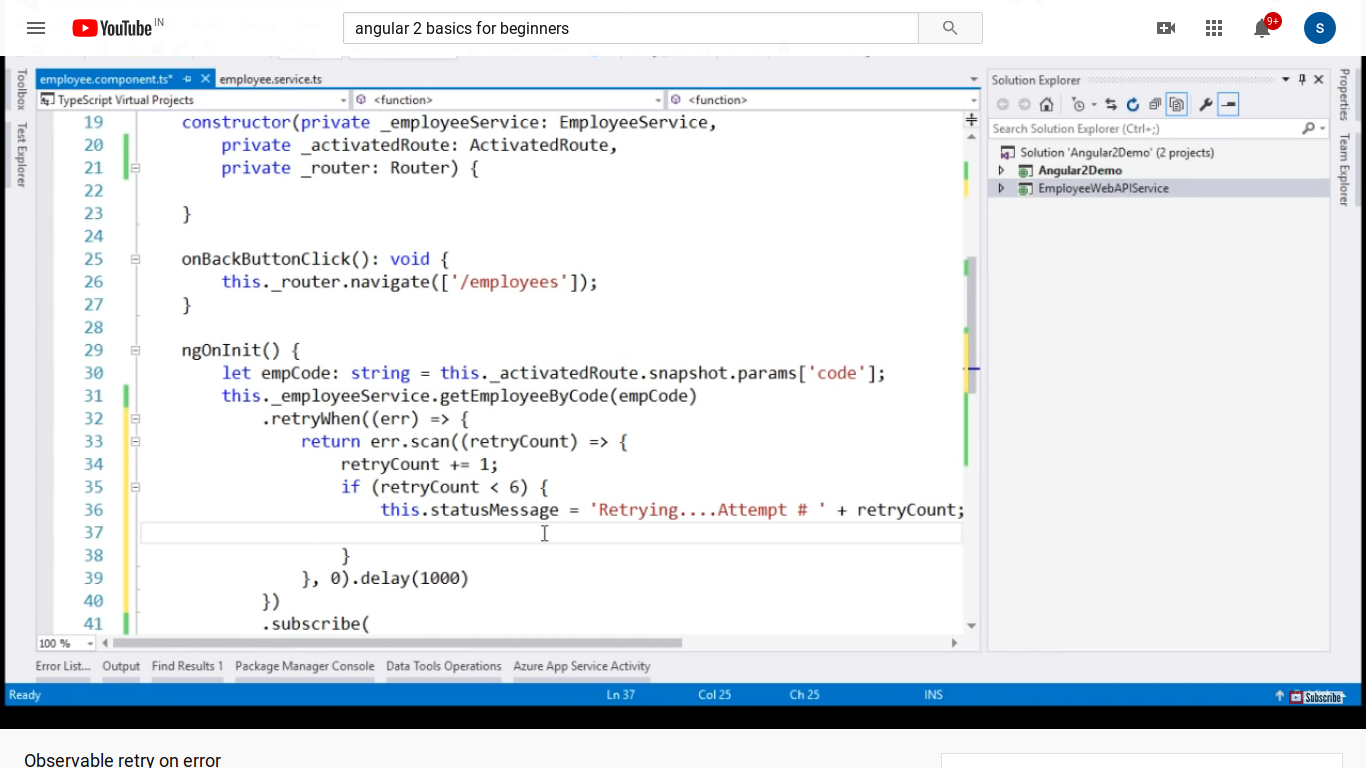 YouTube IN
angular 2 basics for beginners
9+
S
Toolbox
Test Explorer
employee.component.ts*
employee.service.ts
TypeScript Virtual Projects
<function>
<function>
19 constructor(private _employeeService: EmployeeService,
20 private _activatedRoute: ActivatedRoute,
21 private _router: Router) {
22
23 }
24
25 onBackButtonClick(): void {
26 this._router.navigate(['/employees']);
27 }
28
29 ngOnInit() {
30 let empCode: string = this._activatedRoute.snapshot.params['code'];
31 this._employeeService.getEmployeeByCode(empCode)
32 .retryWhen((err) => {
33 return err.scan((retryCount) => {
34 retryCount += 1;
35 if (retryCount < 6) {
36 this.statusMessage = 'Retrying....Attempt # ' + retryCount;
37
38 }
39 }, 0).delay(1000)
40 })
41 .subscribe(
100 %
Solution Explorer
Search Solution Explorer (Ctrl+;)
Solution 'Angular2Demo' (2 projects)
Angular2Demo
EmployeeWebAPIService
Properties
Team Explorer
Error List... Output Find Results 1 Package Manager Console Data Tools Operations Azure App Service Activity
Ready Ln 37 Col 25 Ch 25 INS
Subscribe
Observable retry on error